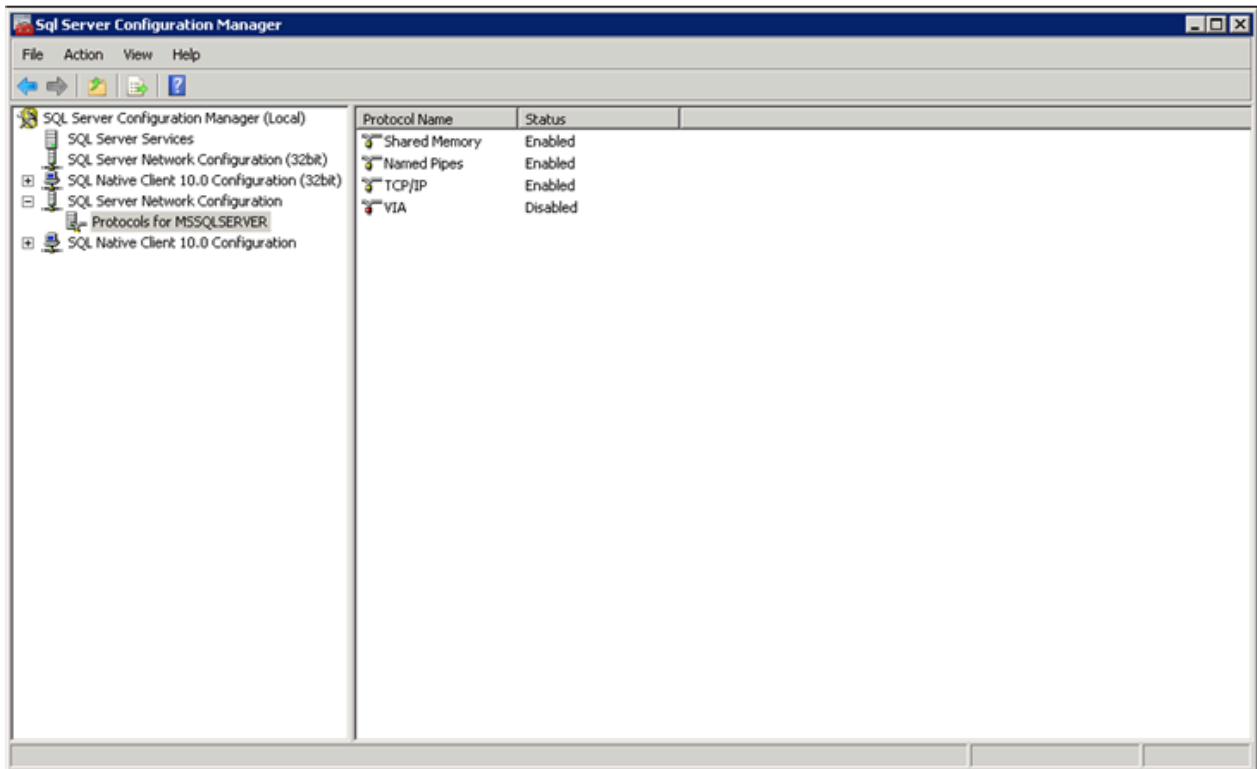 Sql Server Configuration Manager
File Action View Help
SQL Server Configuration Manager (Local)
SQL Server Services
SQL Server Network Configuration (32bit)
SQL Native Client 10.0 Configuration (32bit)
SQL Server Network Configuration
Protocols for MSSQLSERVER
SQL Native Client 10.0 Configuration
Protocol Name Status
Shared Memory Enabled
Named Pipes Enabled
TCP/IP Enabled
VIA Disabled